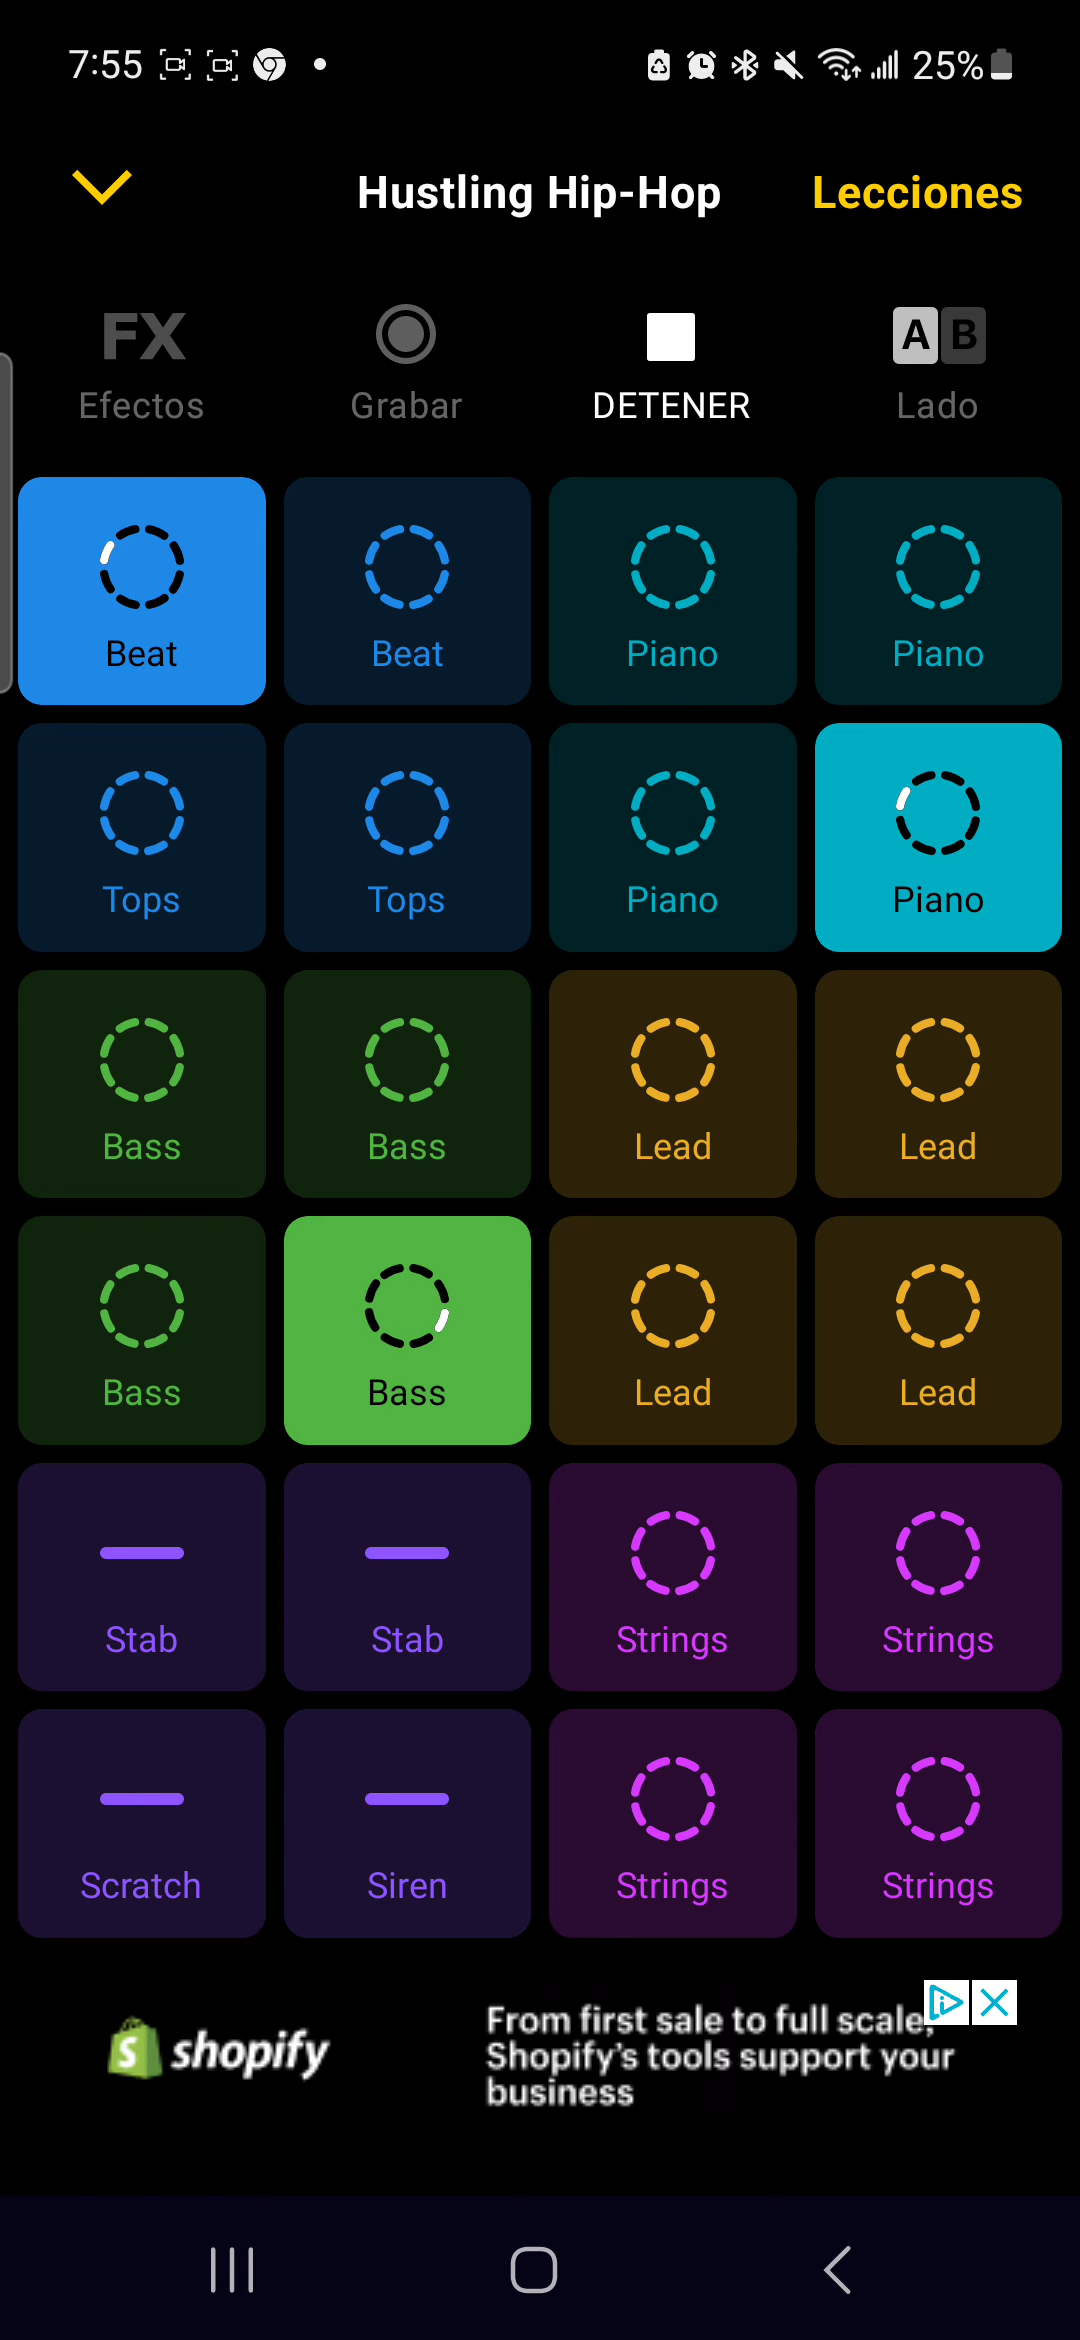 7:55 25%
Hustling Hip-Hop Lecciones
FX A B
Efectos Grabar DETENER Lado
Beat Beat Piano Piano
Tops Tops Piano Piano
Bass Bass Lead Lead
Bass Bass Lead Lead
Stab Stab Strings Strings
Scratch Siren Strings Strings
shopify
From first sale to full scale,
Shopify's tools support your
business